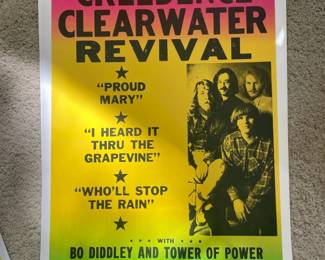 CREEDENCE
CLEARWATER
REVIVAL
"PROUD
MARY"
"I HEARD IT
THRU THE
GRAPEVINE"
"WHO'LL STOP
THE RAIN"
WITH
BO DIDDLEY AND TOWER OF POWER